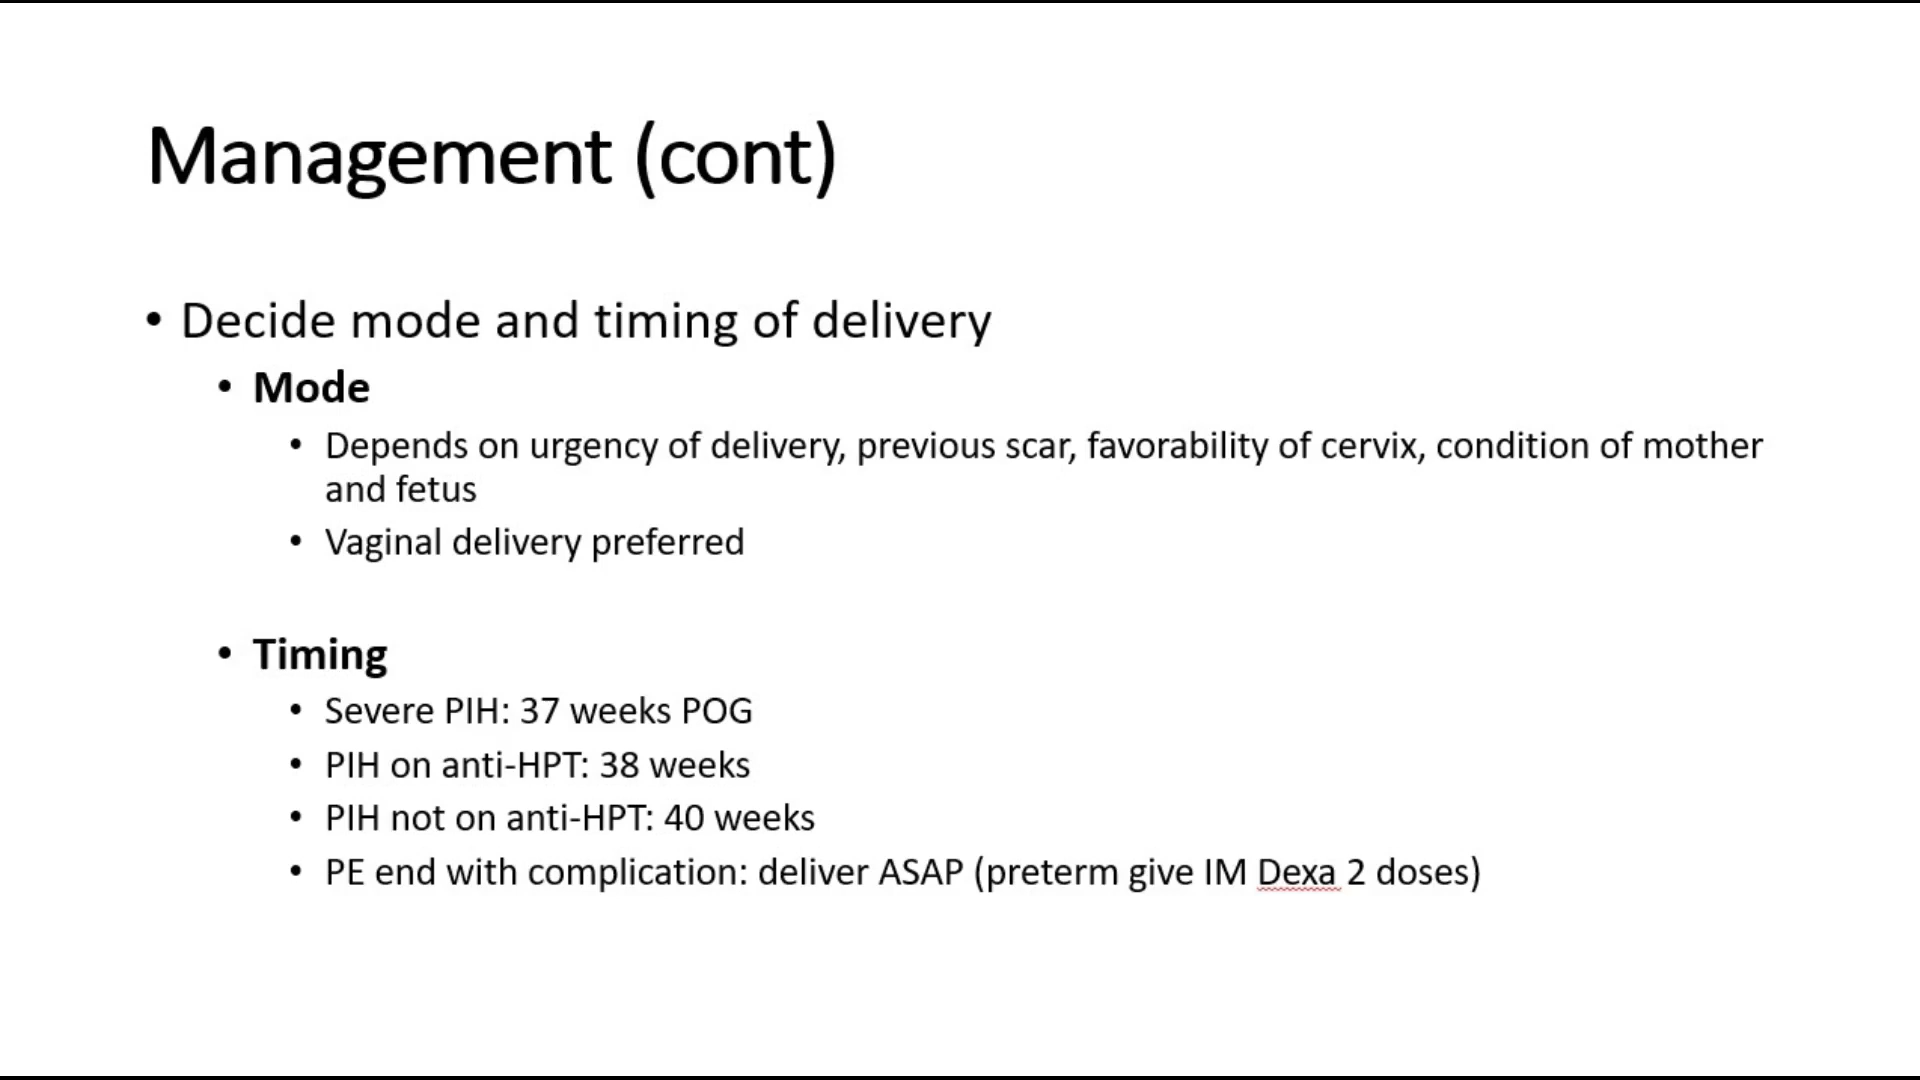 Management (cont)
• Decide mode and timing of delivery
• Mode
• Depends on urgency of delivery, previous scar, favorability of cervix, condition of mother
and fetus
• Vaginal delivery preferred
• Timing
• Severe PIH: 37 weeks POG
• PIH on anti-HPT: 38 weeks
• PIH not on anti-HPT: 40 weeks
• PE end with complication: deliver ASAP (preterm give IM Dexa 2 doses)